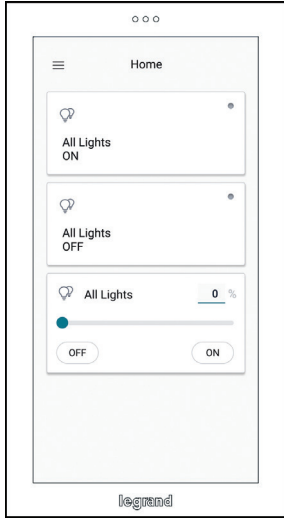 Home
All Lights
ON
All Lights
OFF
All Lights 0 %
OFF ON
legrand